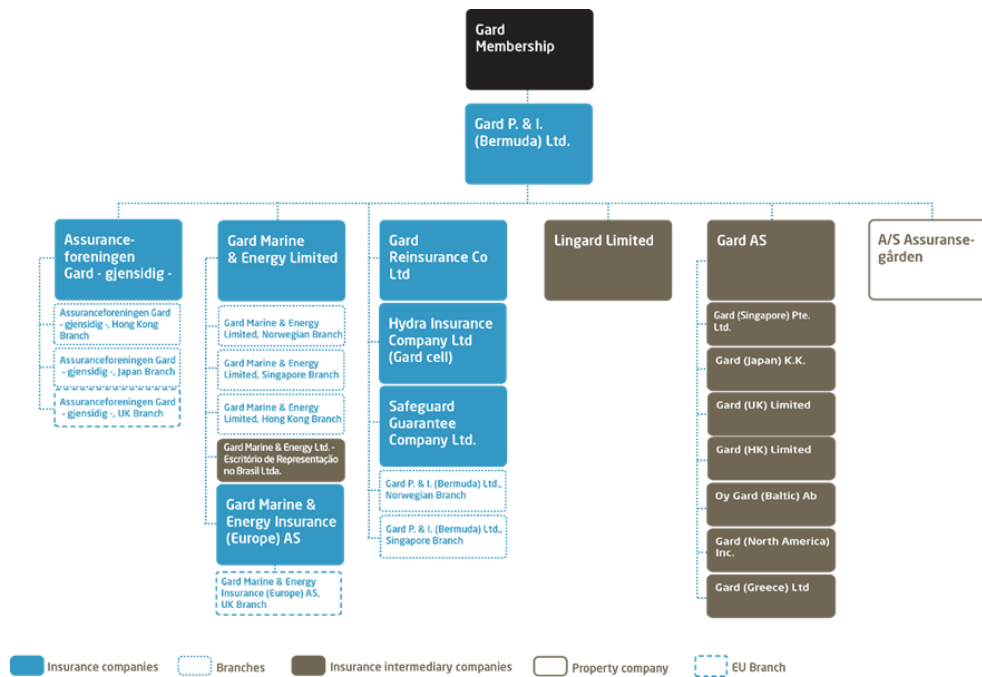 Gard
Membership
Gard P. & I.
(Bermuda) Ltd.
Assurance-
foreningen
Gard - gjensidig -
Assuranceforeningen Gard
- gjensidig -, Hong Kong
Branch
Assuranceforeningen Gard
- gjensidig -, Japan Branch
Assuranceforeningen Gard
- gjensidig -, UK Branch
Gard Marine
& Energy Limited
Gard Marine & Energy
Limited, Norwegian Branch
Gard Marine & Energy
Limited, Singapore Branch
Gard Marine & Energy
Limited, Hong Kong Branch
Gard Marine & Energy Ltd. -
Escritório de Representação
no Brasil Ltda.
Gard Marine &
Energy Insurance
(Europe) AS
Gard Marine & Energy
Insurance (Europe) AS,
UK Branch
Gard
Reinsurance Co
Ltd
Hydra Insurance
Company Ltd
(Gard cell)
Safeguard
Guarantee
Company Ltd.
Gard P. & I. (Bermuda) Ltd.,
Norwegian Branch
Gard P. & I. (Bermuda) Ltd.,
Singapore Branch
Lingard Limited
Gard AS
Gard (Singapore) Pte.
Ltd.
Gard (Japan) K.K.
Gard (UK) Limited
Gard (HK) Limited
Oy Gard (Baltic) Ab
Gard (North America)
Inc.
Gard (Greece) Ltd
A/S Assuranse-
gården
Insurance companies
Branches
Insurance intermediary companies
Property company
EU Branch